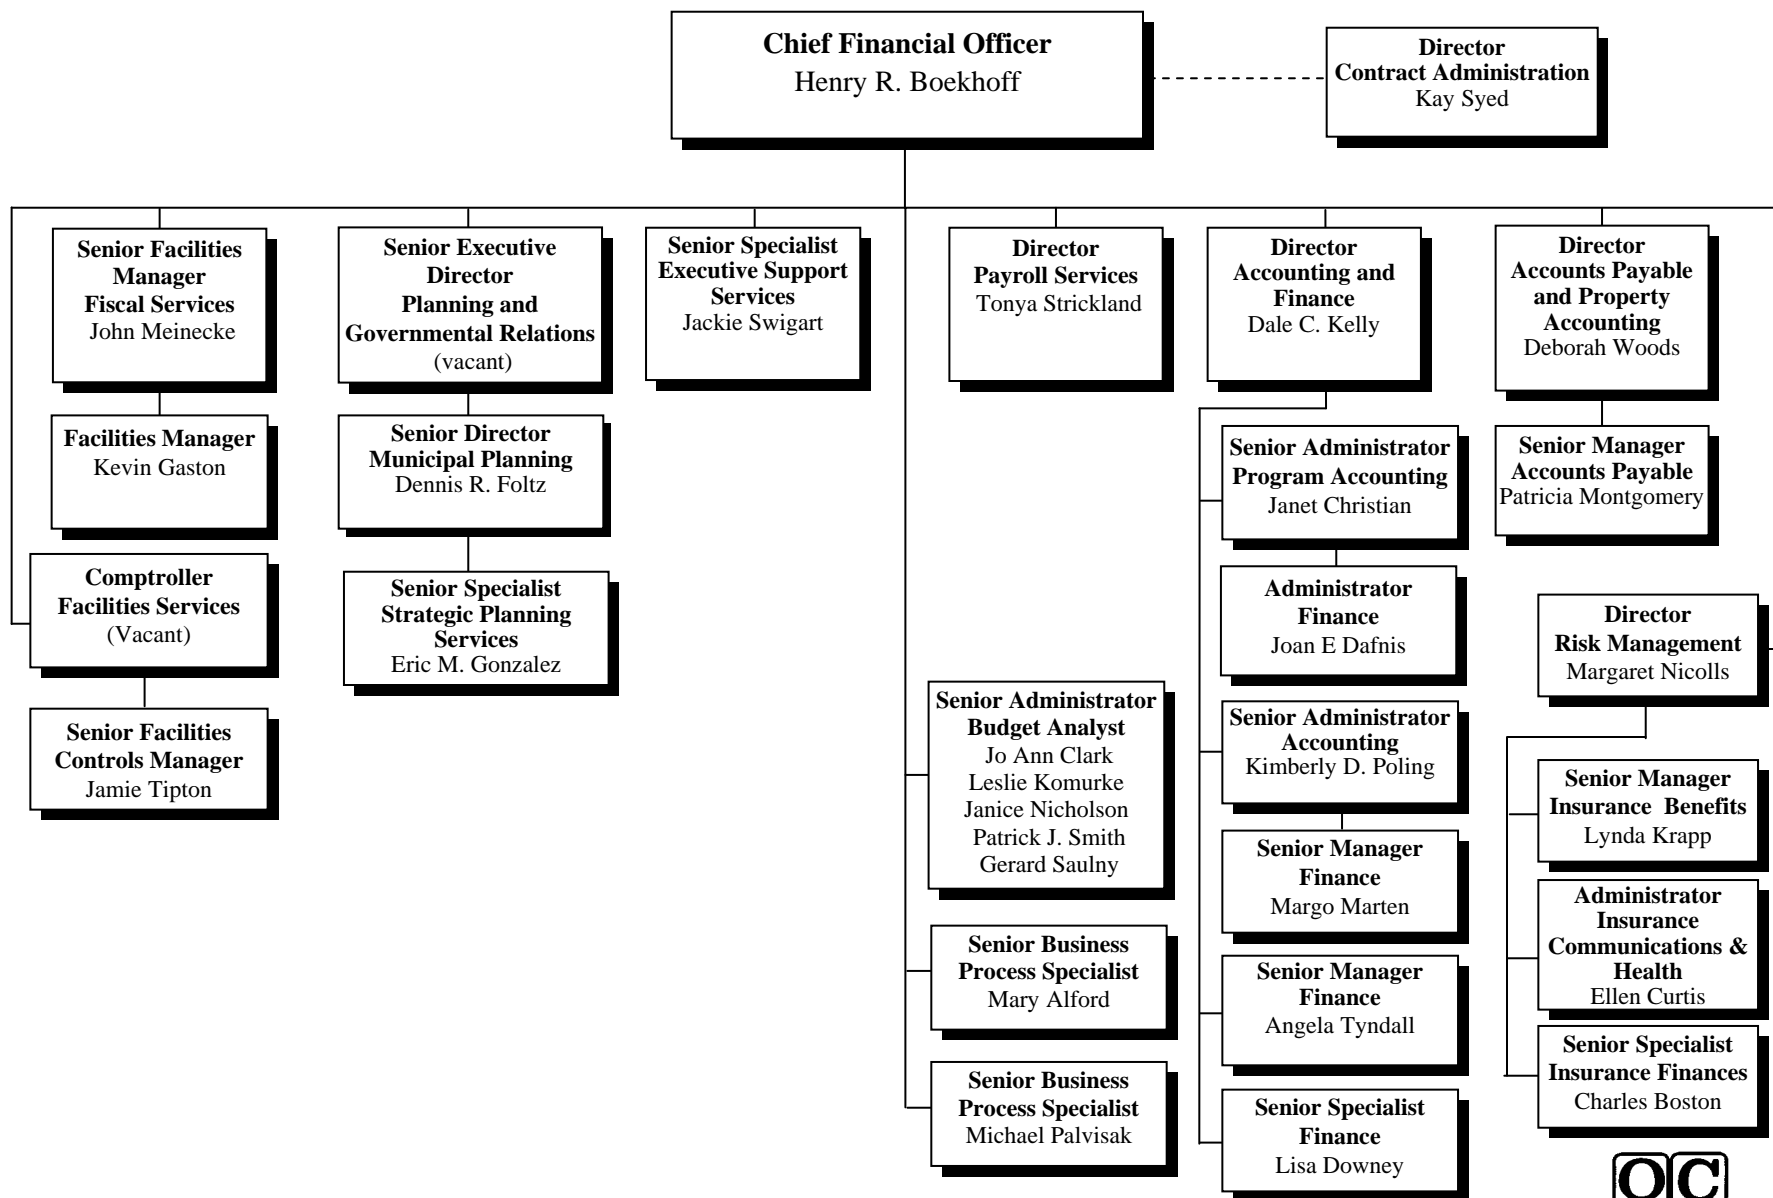 Chief Financial Officer
Henry R. Boekhoff
Director
Contract Administration
Kay Syed
Senior Facilities
Manager
Fiscal Services
John Meinecke
Facilities Manager
Kevin Gaston
Comptroller
Facilities Services
(Vacant)
Senior Facilities
Controls Manager
Jamie Tipton
Senior Executive
Director
Planning and
Governmental Relations
(vacant)
Senior Director
Municipal Planning
Dennis R. Foltz
Senior Specialist
Strategic Planning
Services
Eric M. Gonzalez
Senior Specialist
Executive Support
Services
Jackie Swigart
Senior Administrator
Budget Analyst
Jo Ann Clark
Leslie Komurke
Janice Nicholson
Patrick J. Smith
Gerard Saulny
Senior Business
Process Specialist
Mary Alford
Senior Business
Process Specialist
Michael Palvisak
Director
Payroll Services
Tonya Strickland
Director
Accounting and
Finance
Dale C. Kelly
Senior Administrator
Program Accounting
Janet Christian
Administrator
Finance
Joan E Dafnis
Senior Administrator
Accounting
Kimberly D. Poling
Senior Manager
Finance
Margo Marten
Senior Manager
Finance
Angela Tyndall
Senior Specialist
Finance
Lisa Downey
Director
Accounts Payable
and Property
Accounting
Deborah Woods
Senior Manager
Accounts Payable
Patricia Montgomery
Director
Risk Management
Margaret Nicolls
Senior Manager
Insurance  Benefits
Lynda Krapp
Administrator
Insurance
Communications &
Health
Ellen Curtis
Senior Specialist
Insurance Finances
Charles Boston
OC